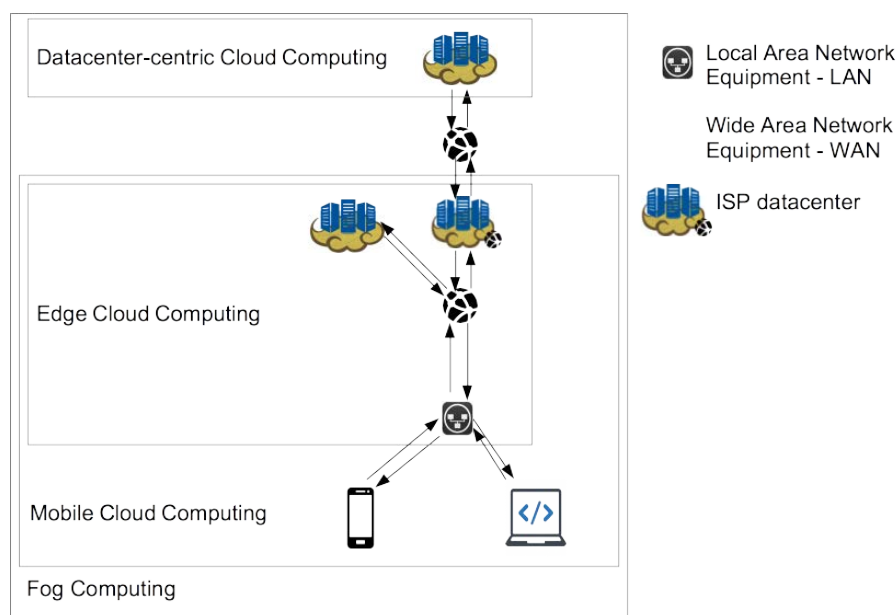 Datacenter-centric Cloud Computing
Local Area Network
Equipment - LAN
Wide Area Network
Equipment - WAN
ISP datacenter
Edge Cloud Computing
Mobile Cloud Computing
</>
Fog Computing